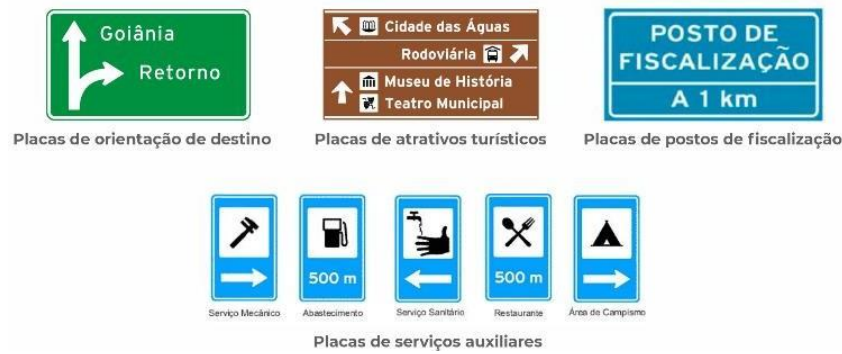 Goiânia
Retorno
Placas de orientação de destino
Cidade das Águas
Rodoviária
Museu de História
Teatro Municipal
Placas de atrativos turísticos
POSTO DE
FISCALIZAÇÃO
A 1 km
Placas de postos de fiscalização
Serviço Mecânico
500 m
Abastecimento
Serviço Sanitário
500 m
Restaurante
Área de Campismo
Placas de serviços auxiliares